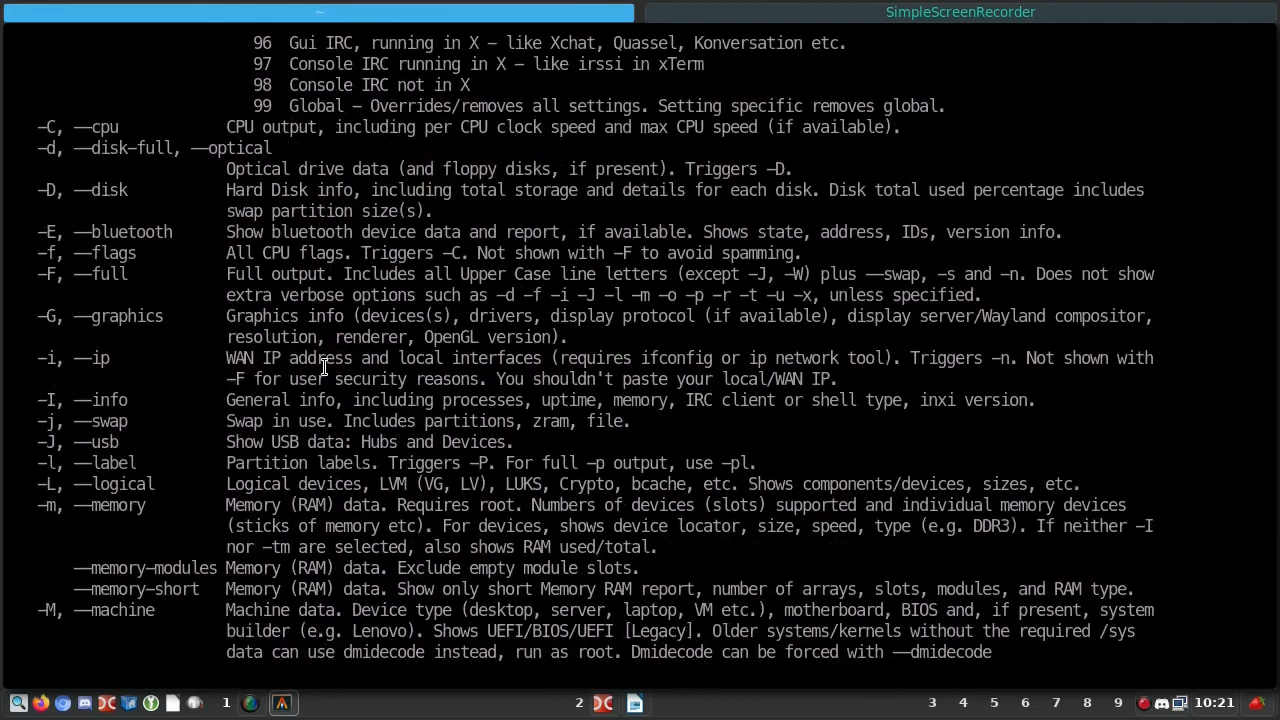 ~ SimpleScreenRecorder
96 Gui IRC, running in X – like Xchat, Quassel, Konversation etc.
97 Console IRC running in X – like irssi in xTerm
98 Console IRC not in X
99 Global – Overrides/removes all settings. Setting specific removes global.
–C, ––cpu CPU output, including per CPU clock speed and max CPU speed (if available).
–d, ––disk–full, ––optical
Optical drive data (and floppy disks, if present). Triggers –D.
–D, ––disk Hard Disk info, including total storage and details for each disk. Disk total used percentage includes
swap partition size(s).
–E, ––bluetooth Show bluetooth device data and report, if available. Shows state, address, IDs, version info.
–f, ––flags All CPU flags. Triggers –C. Not shown with –F to avoid spamming.
–F, ––full Full output. Includes all Upper Case line letters (except –J, –W) plus ––swap, –s and –n. Does not show
extra verbose options such as –d –f –i –J –l –m –o –p –r –t –u –x, unless specified.
–G, ––graphics Graphics info (devices(s), drivers, display protocol (if available), display server/Wayland compositor,
resolution, renderer, OpenGL version).
–i, ––ip WAN IP address and local interfaces (requires ifconfig or ip network tool). Triggers –n. Not shown with
–F for user security reasons. You shouldn't paste your local/WAN IP.
–I, ––info General info, including processes, uptime, memory, IRC client or shell type, inxi version.
–j, ––swap Swap in use. Includes partitions, zram, file.
–J, ––usb Show USB data: Hubs and Devices.
–l, ––label Partition labels. Triggers –P. For full –p output, use –pl.
–L, ––logical Logical devices, LVM (VG, LV), LUKS, Crypto, bcache, etc. Shows components/devices, sizes, etc.
–m, ––memory Memory (RAM) data. Requires root. Numbers of devices (slots) supported and individual memory devices
(sticks of memory etc). For devices, shows device locator, size, speed, type (e.g. DDR3). If neither –I
nor –tm are selected, also shows RAM used/total.
––memory–modules Memory (RAM) data. Exclude empty module slots.
––memory–short Memory (RAM) data. Show only short Memory RAM report, number of arrays, slots, modules, and RAM type.
–M, ––machine Machine data. Device type (desktop, server, laptop, VM etc.), motherboard, BIOS and, if present, system
builder (e.g. Lenovo). Shows UEFI/BIOS/UEFI [Legacy]. Older systems/kernels without the required /sys
data can use dmidecode instead, run as root. Dmidecode can be forced with ––dmidecode
1 2 3 4 5 6 7 8 9 10:21